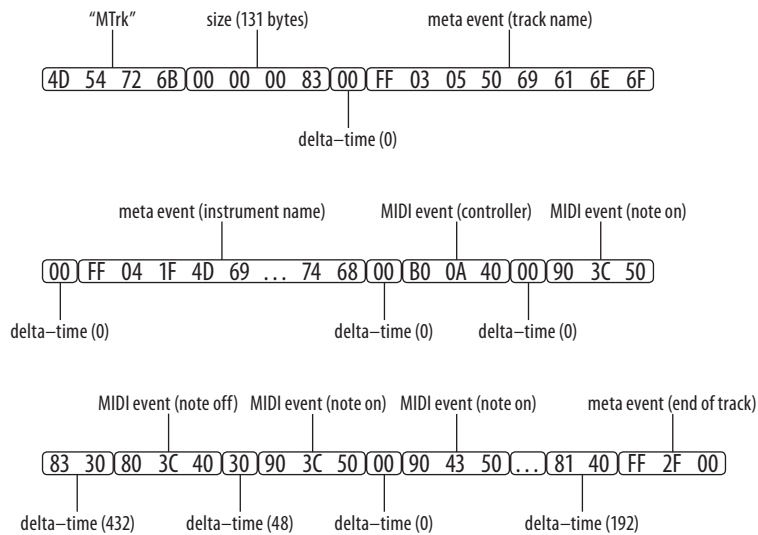 “MTrk” size (131 bytes) meta event (track name)
4D 54 72 6B 00 00 00 83 00 FF 03 05 50 69 61 6E 6F
delta–time (0)
meta event (instrument name) MIDI event (controller) MIDI event (note on)
00 FF 04 1F 4D 69 ... 74 68 00 B0 0A 40 00 90 3C 50
delta–time (0) delta–time (0) delta–time (0)
MIDI event (note off) MIDI event (note on) MIDI event (note on) meta event (end of track)
83 30 80 3C 40 30 90 3C 50 00 90 43 50 ... 81 40 FF 2F 00
delta–time (432) delta–time (48) delta–time (0) delta–time (192)